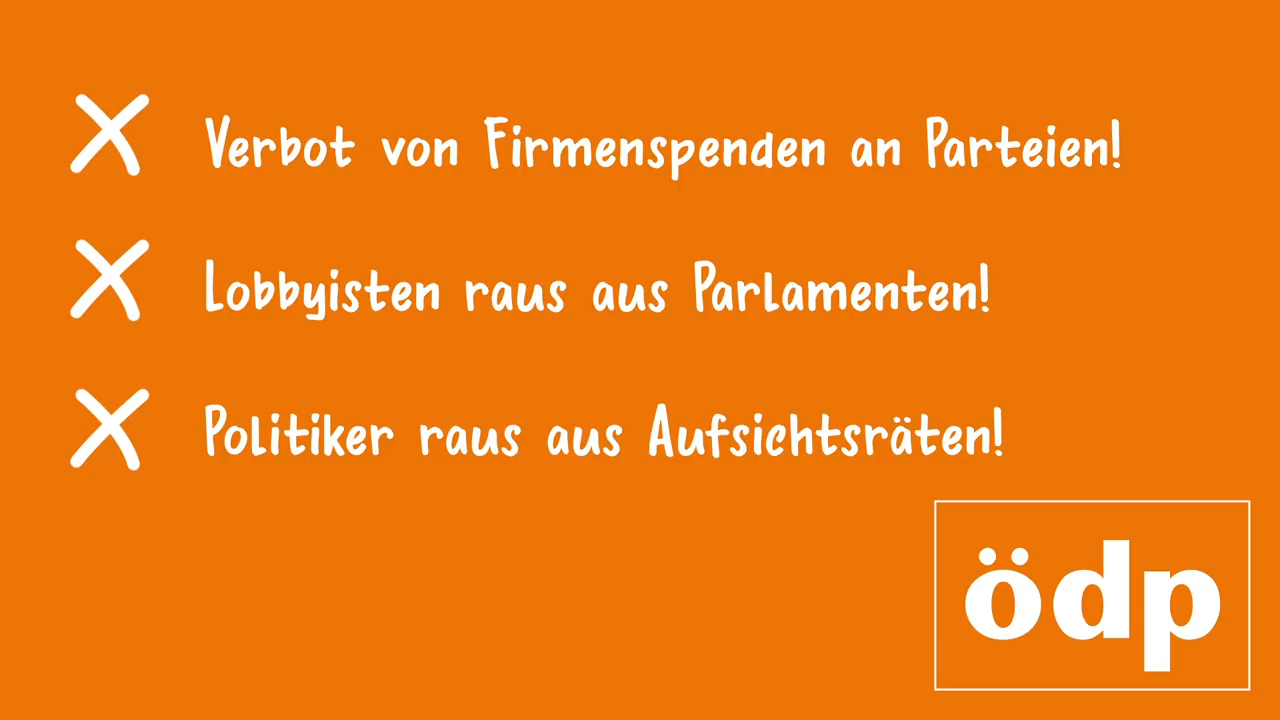 Verbot von Firmenspenden an Parteien!
Lobbyisten raus aus Parlamenten!
Politiker raus aus Aufsichtsräten!
ödp